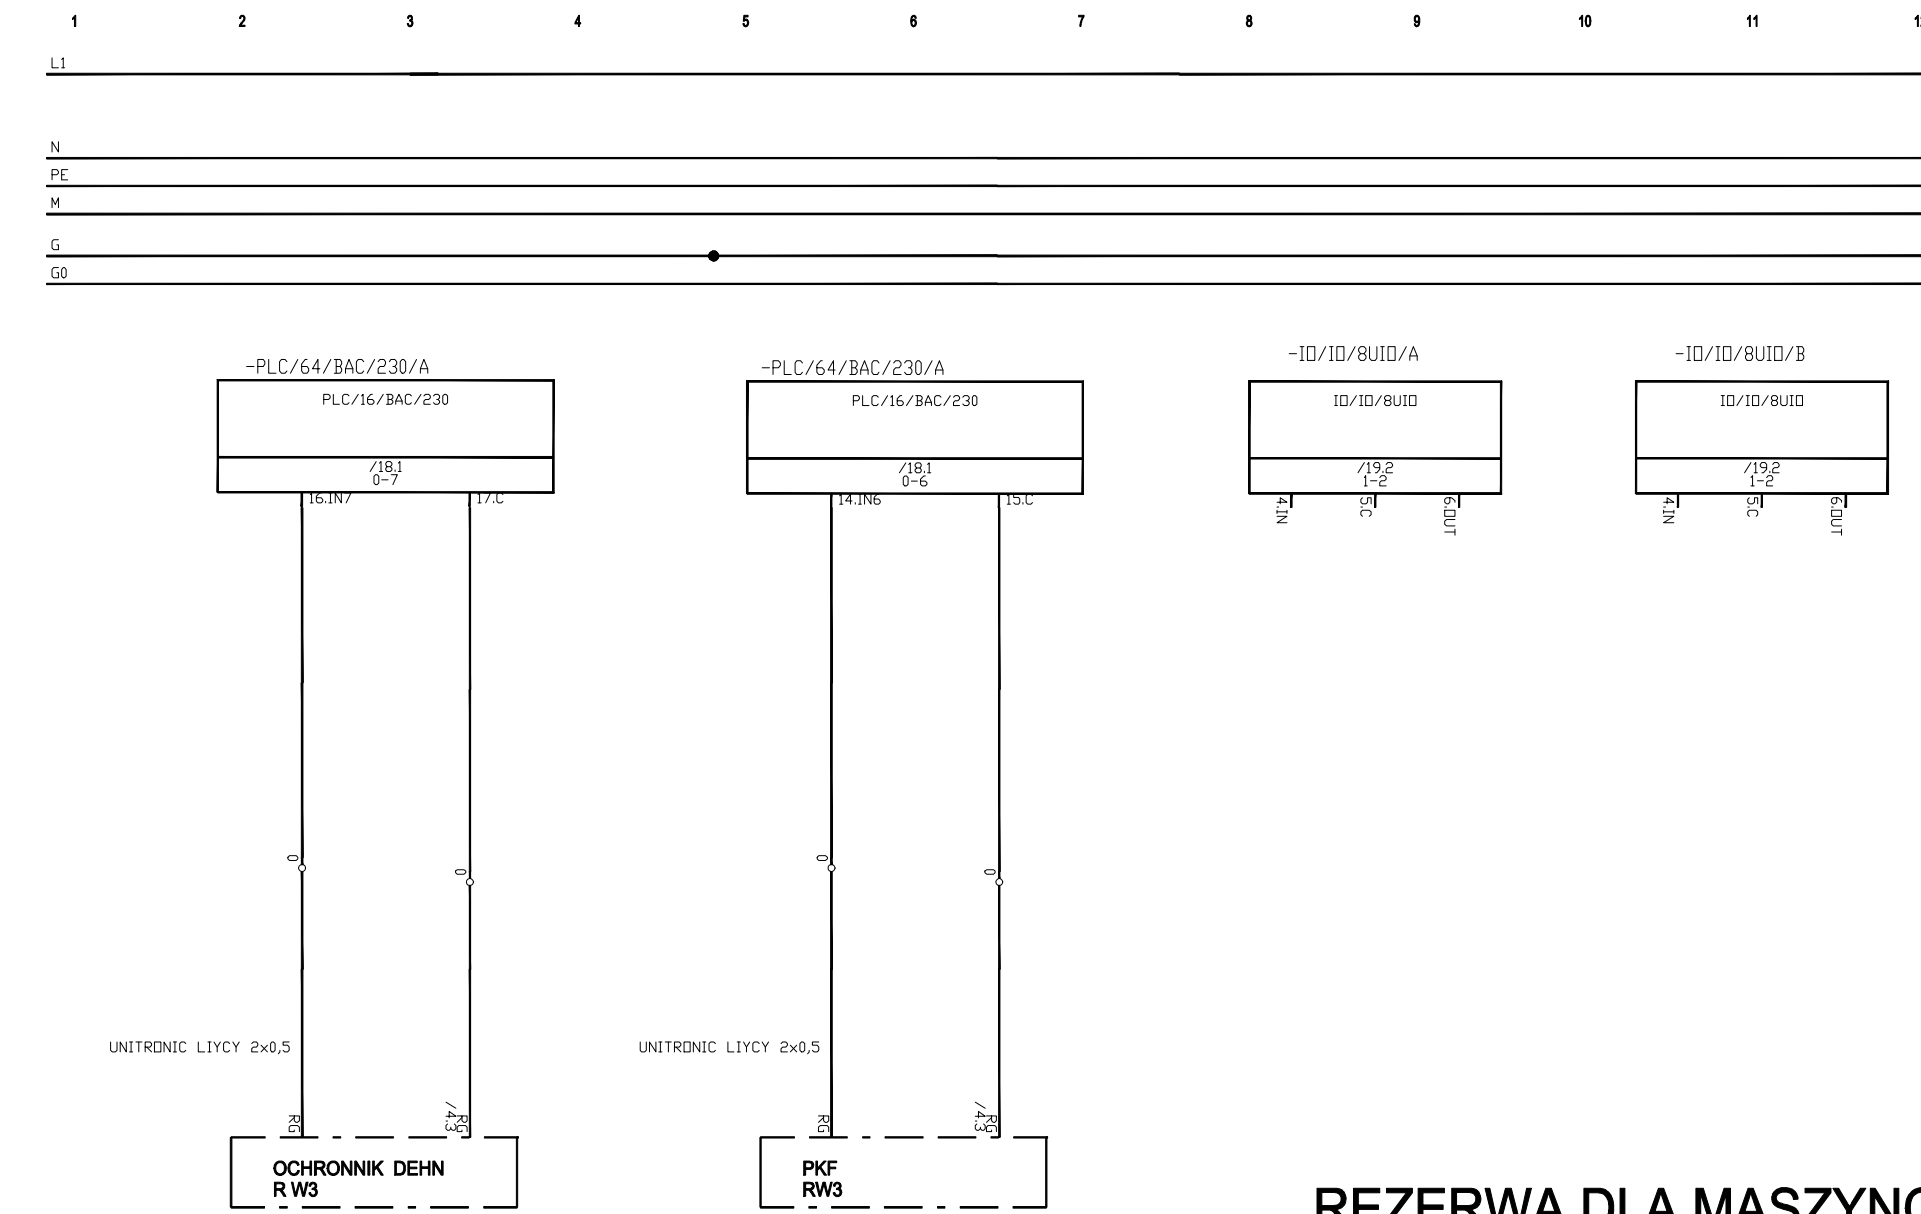 1 2 3 4 5 6 7 8 9 10 11
L1
N
PE
M
G
G0
-PLC/64/BAC/230/A -PLC/64/BAC/230/A -IO/IO/8UIO/A -IO/IO/8UIO/B
PLC/16/BAC/230 PLC/16/BAC/230 IO/IO/8UIO IO/IO/8UIO
/18.1 /18.1 /19.2 /19.2
0-7 0-6 1-2 1-2
16.IN7 17.C 14.IN6 15.C 4.IN 5.C 6.OUT 4.IN 5.C 6.OUT
0 0 0 0
UNITRONIC LIYCY 2x0,5 UNITRONIC LIYCY 2x0,5
RG RG /4.3 RG RG /4.3
OCHRONNIK DEHN PKF
R W3 RW3
REZERWA DLA